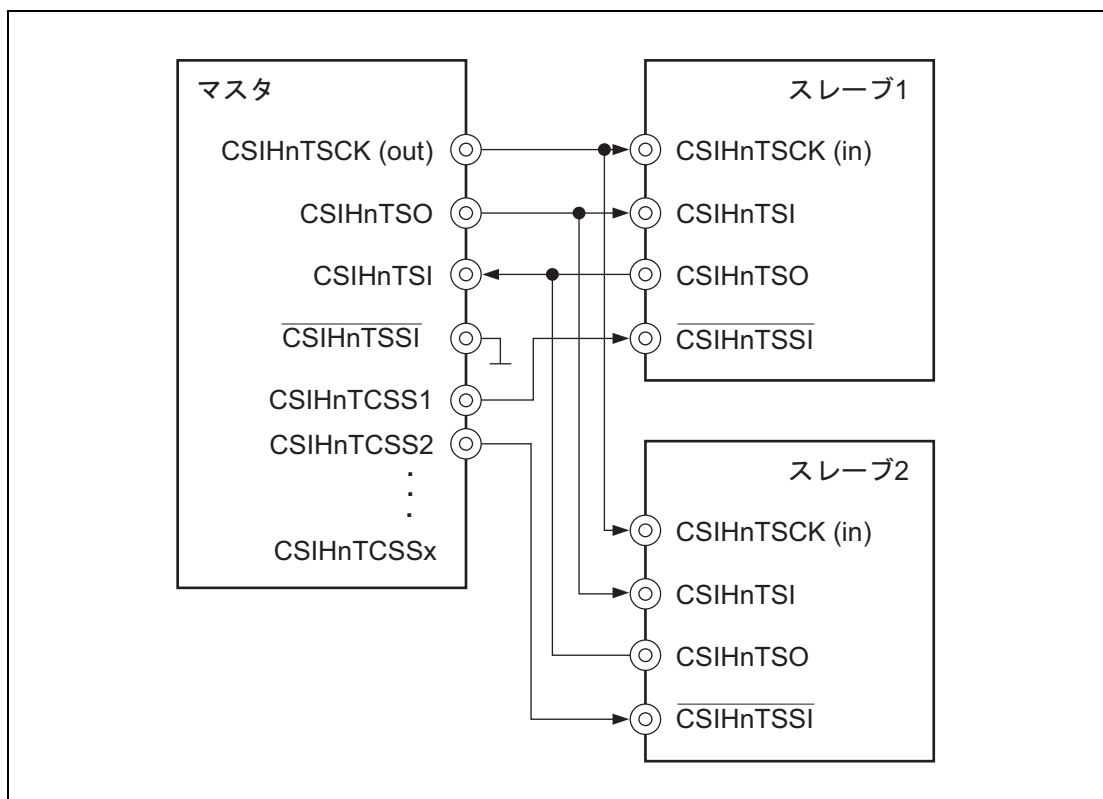 マスタ
CSIHnTSCK (out)
CSIHnTSO
CSIHnTSI
CSIHnTSSI
CSIHnTCSS1
CSIHnTCSS2
.
.
.
CSIHnTCSSx
スレーブ1
CSIHnTSCK (in)
CSIHnTSI
CSIHnTSO
CSIHnTSSI
スレーブ2
CSIHnTSCK (in)
CSIHnTSI
CSIHnTSO
CSIHnTSSI